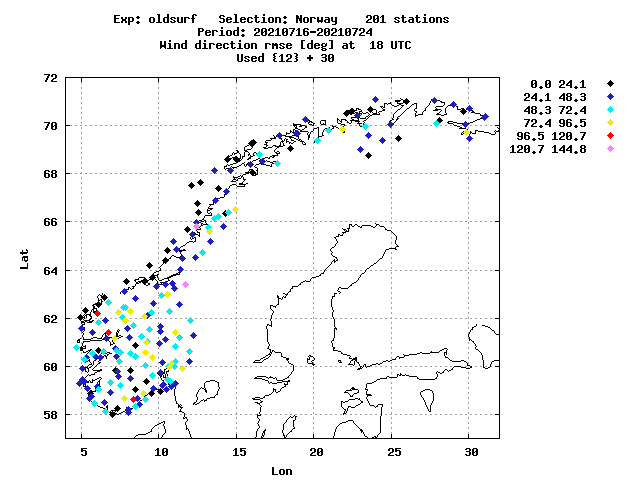 Exp: oldsurf Selection: Norway 201 stations
Period: 20210716-20210724
Wind direction rmse [deg] at 18 UTC
Used {12} + 30
0.0 24.1
24.1 48.3
48.3 72.4
72.4 96.5
96.5 120.7
120.7 144.8
72
70
68
66
64
62
60
58
Lat
5 10 15 20 25 30
Lon